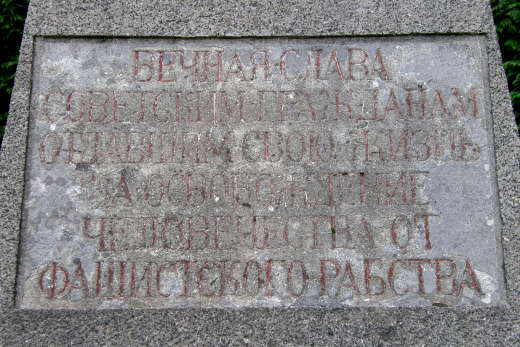 ВЕЧНАЯ СЛАВА
СОВЕТСКИМ ГРАЖДАНАМ
ОТДАВШИМ СВОЮ ЖИЗНЬ
ЗА ОСВОБОЖДЕНИЕ
ЧЕЛОВЕЧЕСТВА ОТ
ФАШИСТСКОГО РАБСТВА